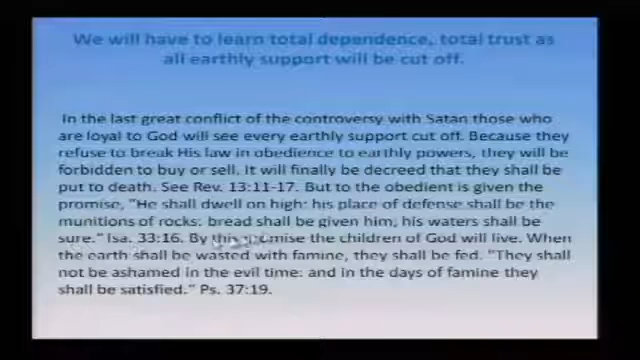 We will have to learn total dependence, total trust as
all earthly support will be cut off.
In the last great conflict of the controversy with Satan those who
are loyal to God will see every earthly support cut off. Because they
refuse to break His law in obedience to earthly powers, they will be
forbidden to buy or sell. It will finally be decreed that they shall be
put to death. See Rev. 13:11-17. But to the obedient is given the
promise, "He shall dwell on high: his place of defense shall be the
munitions of rocks: bread shall be given him; his waters shall be
sure." Isa. 33:16. By this promise the children of God will live. When
the earth shall be wasted with famine, they shall be fed. "They shall
not be ashamed in the evil time: and in the days of famine they
shall be satisfied." Ps. 37:19.